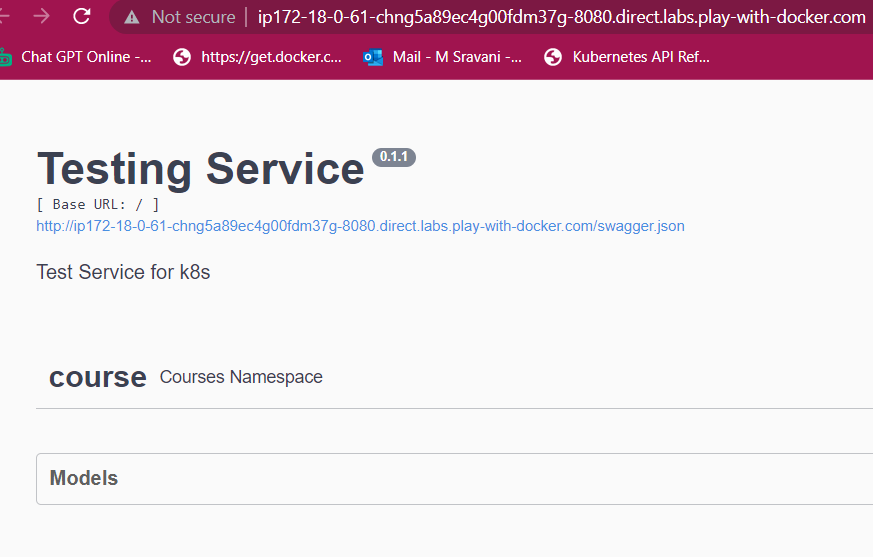 Not secure | ip172-18-0-61-chng5a89ec4g00fdm37g-8080.direct.labs.play-with-docker.com
Chat GPT Online -... https://get.docker.c... Mail - M Sravani -... Kubernetes API Ref...
Testing Service 0.1.1
[ Base URL: / ]
http://ip172-18-0-61-chng5a89ec4g00fdm37g-8080.direct.labs.play-with-docker.com/swagger.json
Test Service for k8s
course Courses Namespace
Models